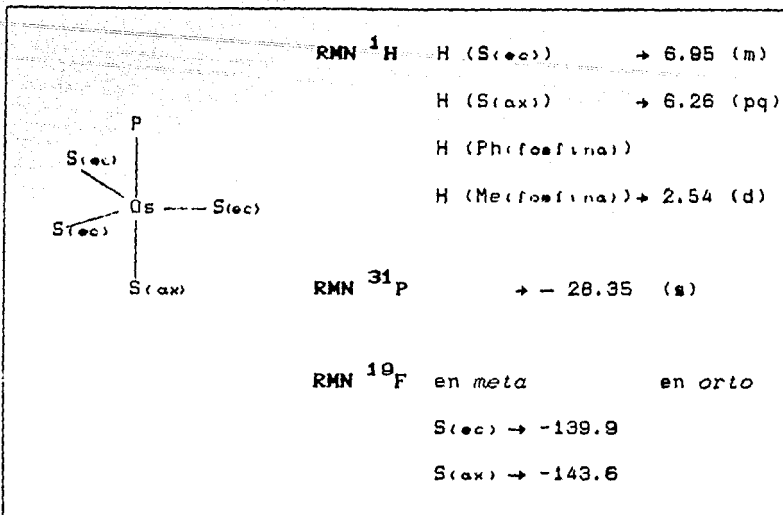 RMN ¹H H (S(ec)) → 6.95 (m)
H (S(ax)) → 6.26 (pq)
H (Ph(fosfina))
H (Me(fosfina)) → 2.54 (d)
P
S(ec)
Os S(ec)
S(ec)
S(ax)
RMN ³¹P → - 28.35 (s)
RMN ¹⁹F en meta en orto
S(ec) → -139.9
S(ax) → -143.6